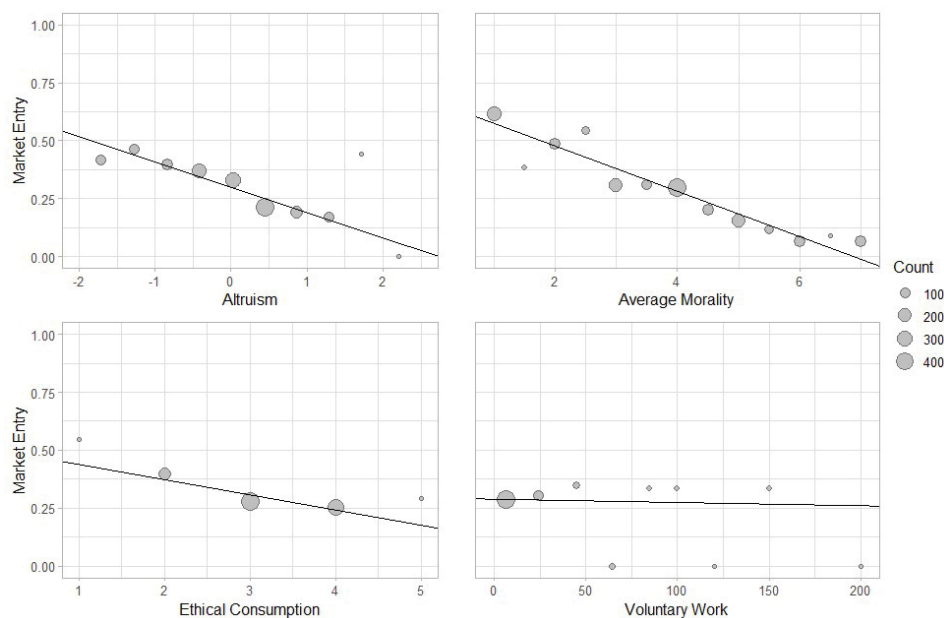 1.00
0.75
0.50
0.25
0.00
Market Entry
-2 -1 0 1 2
Altruism
2 4 6
Average Morality
1.00
0.75
0.50
0.25
0.00
Market Entry
1 2 3 4 5
Ethical Consumption
0 50 100 150 200
Voluntary Work
Count
100
200
300
400